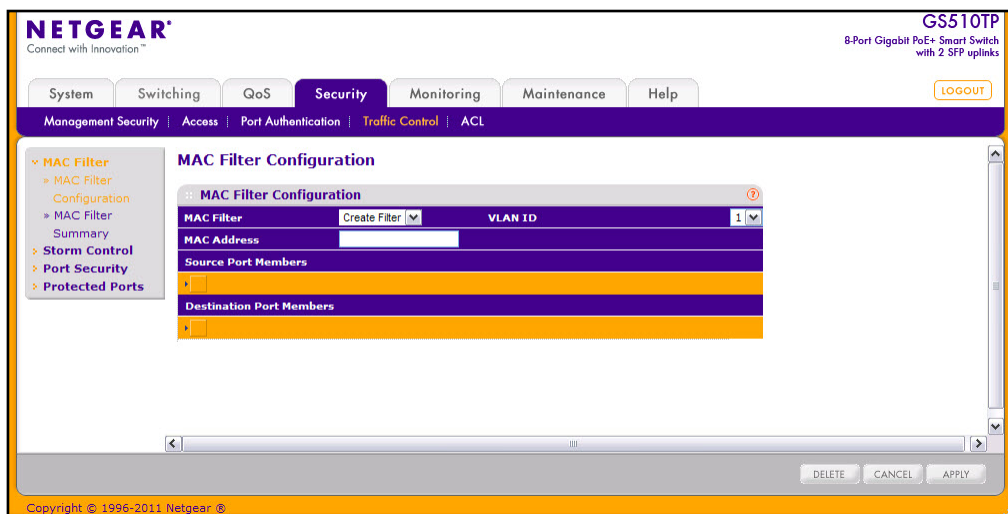 NETGEAR®
Connect with Innovation™
GS510TP
8-Port Gigabit PoE+ Smart Switch
with 2 SFP uplinks
System Switching QoS Security Monitoring Maintenance Help LOGOUT
Management Security Access Port Authentication Traffic Control ACL
MAC Filter
» MAC Filter
Configuration
» MAC Filter
Summary
Storm Control
Port Security
Protected Ports
MAC Filter Configuration
MAC Filter Configuration ?
MAC Filter Create Filter VLAN ID 1
MAC Address
Source Port Members
Destination Port Members
DELETE CANCEL APPLY
Copyright © 1996-2011 Netgear ®